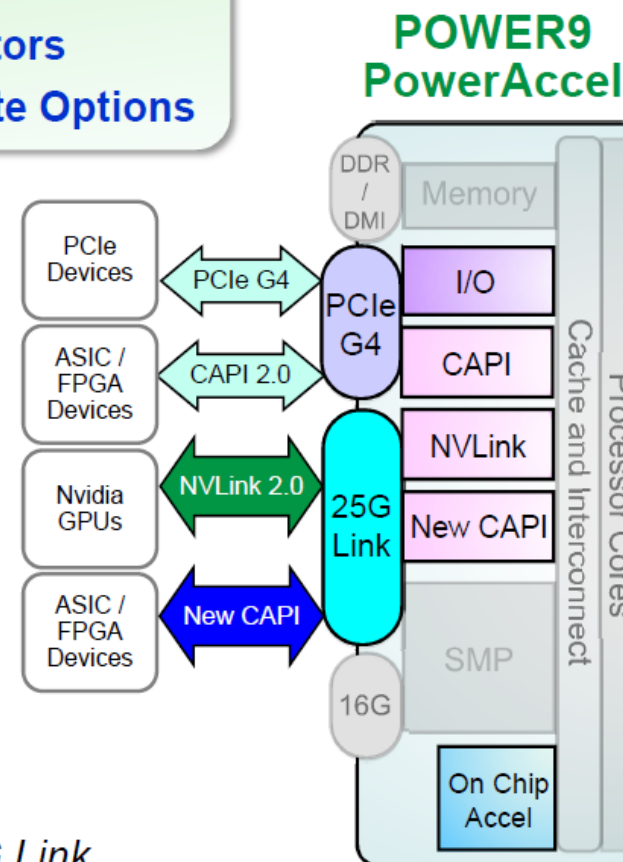 tors
te Options
POWER9
PowerAccel
DDR
/
DMI
Memory
PCIe
Devices
PCIe G4
PCIe
G4
I/O
ASIC /
FPGA
Devices
CAPI 2.0
CAPI
Nvidia
GPUs
NVLink 2.0
25G
Link
NVLink
New CAPI
ASIC /
FPGA
Devices
New CAPI
16G
SMP
On Chip
Accel
Cache and Interconnect
Processor Cores
Link